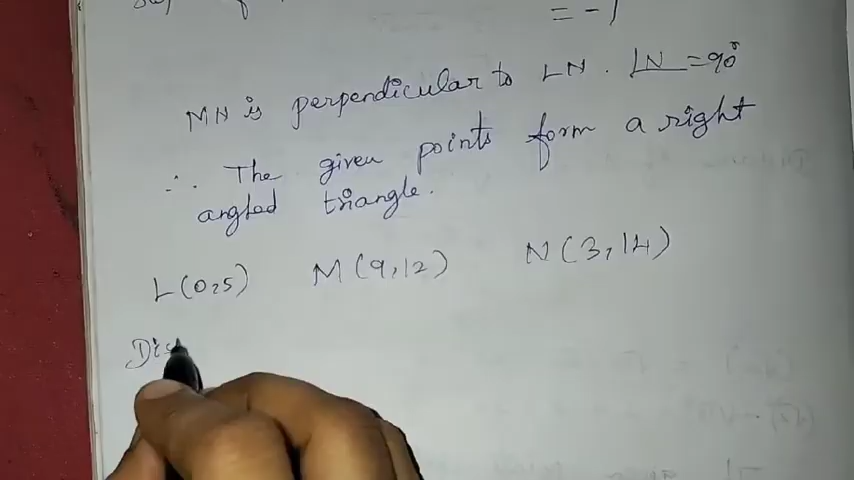 = -1
MN is perpendicular to LN. ∠N = 90°
∴ The given points form a right
angled triangle.
L(0,5) M(9,12) N(3,14)
Dis